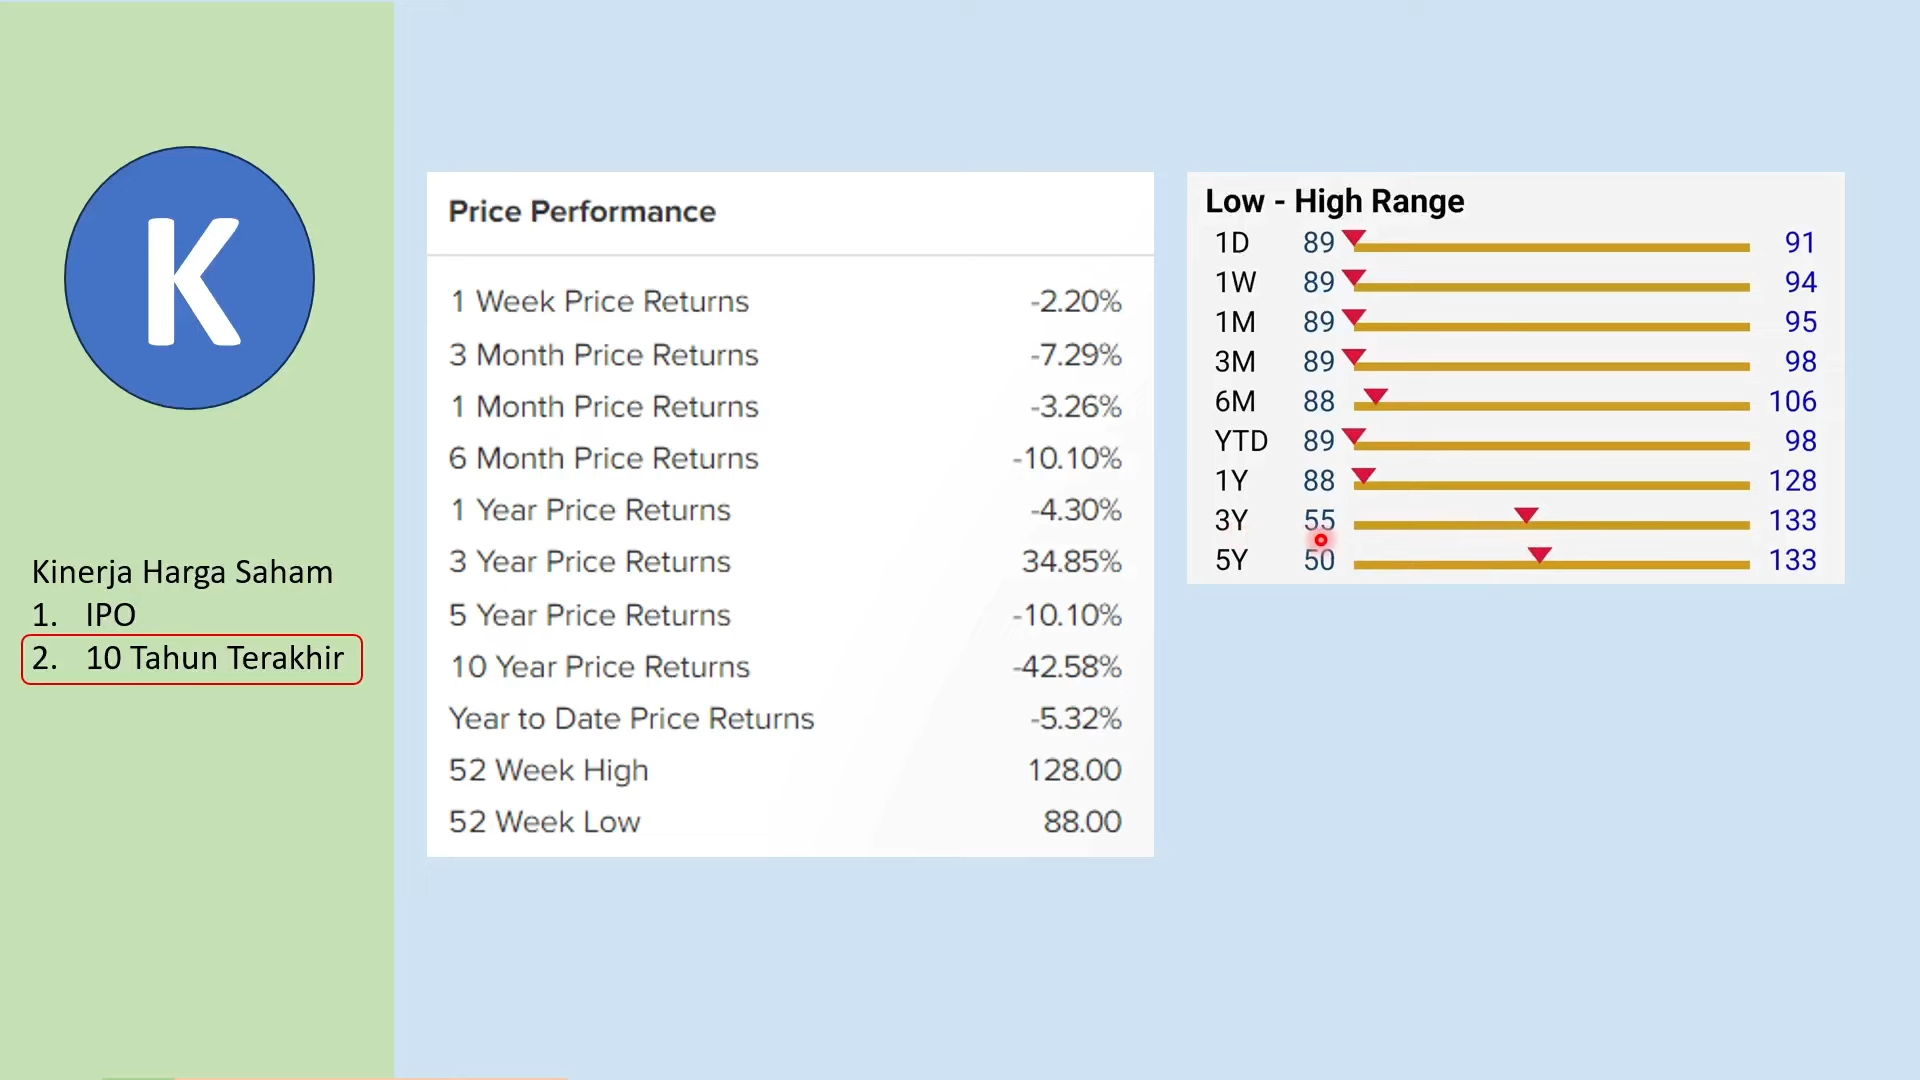 K
Kinerja Harga Saham
1. IPO
2. 10 Tahun Terakhir
Price Performance
1 Week Price Returns -2.20%
3 Month Price Returns -7.29%
1 Month Price Returns -3.26%
6 Month Price Returns -10.10%
1 Year Price Returns -4.30%
3 Year Price Returns 34.85%
5 Year Price Returns -10.10%
10 Year Price Returns -42.58%
Year to Date Price Returns -5.32%
52 Week High 128.00
52 Week Low 88.00
Low - High Range
1D 89 91
1W 89 94
1M 89 95
3M 89 98
6M 88 106
YTD 89 98
1Y 88 128
3Y 55 133
5Y 50 133